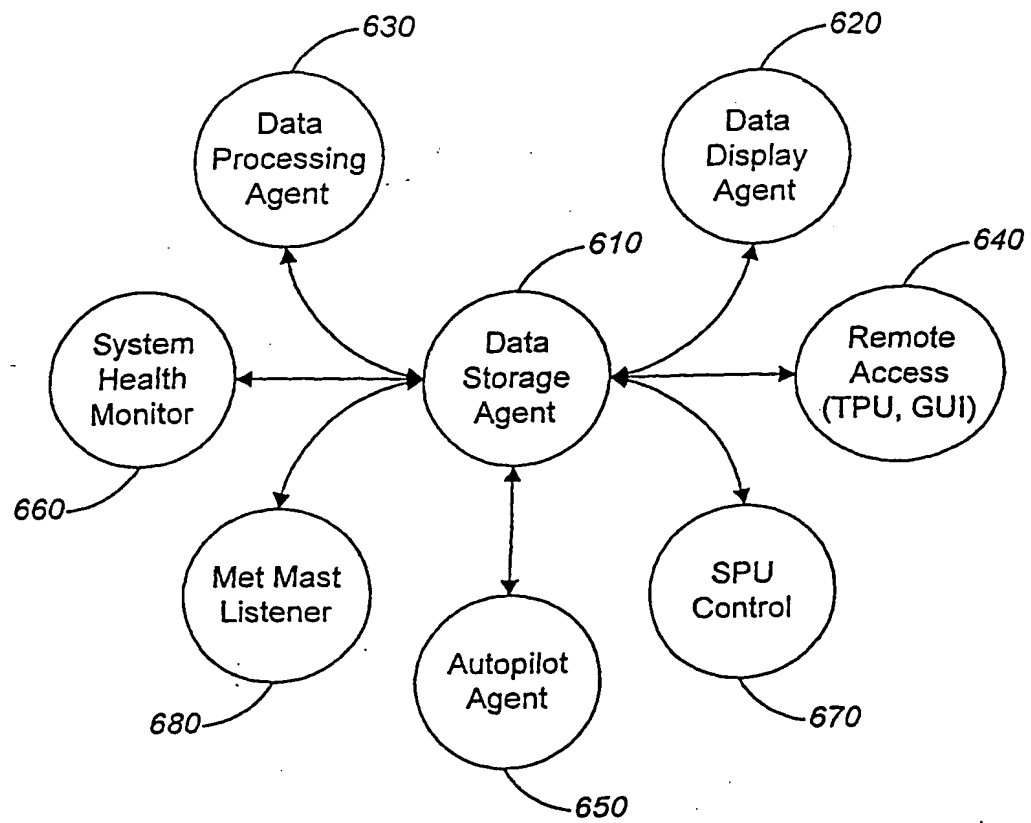 630
Data
Processing
Agent
620
Data
Display
Agent
610
Data
Storage
Agent
640
Remote
Access
(TPU, GUI)
System
Health
Monitor
660
Met Mast
Listener
680
Autopilot
Agent
650
SPU
Control
670